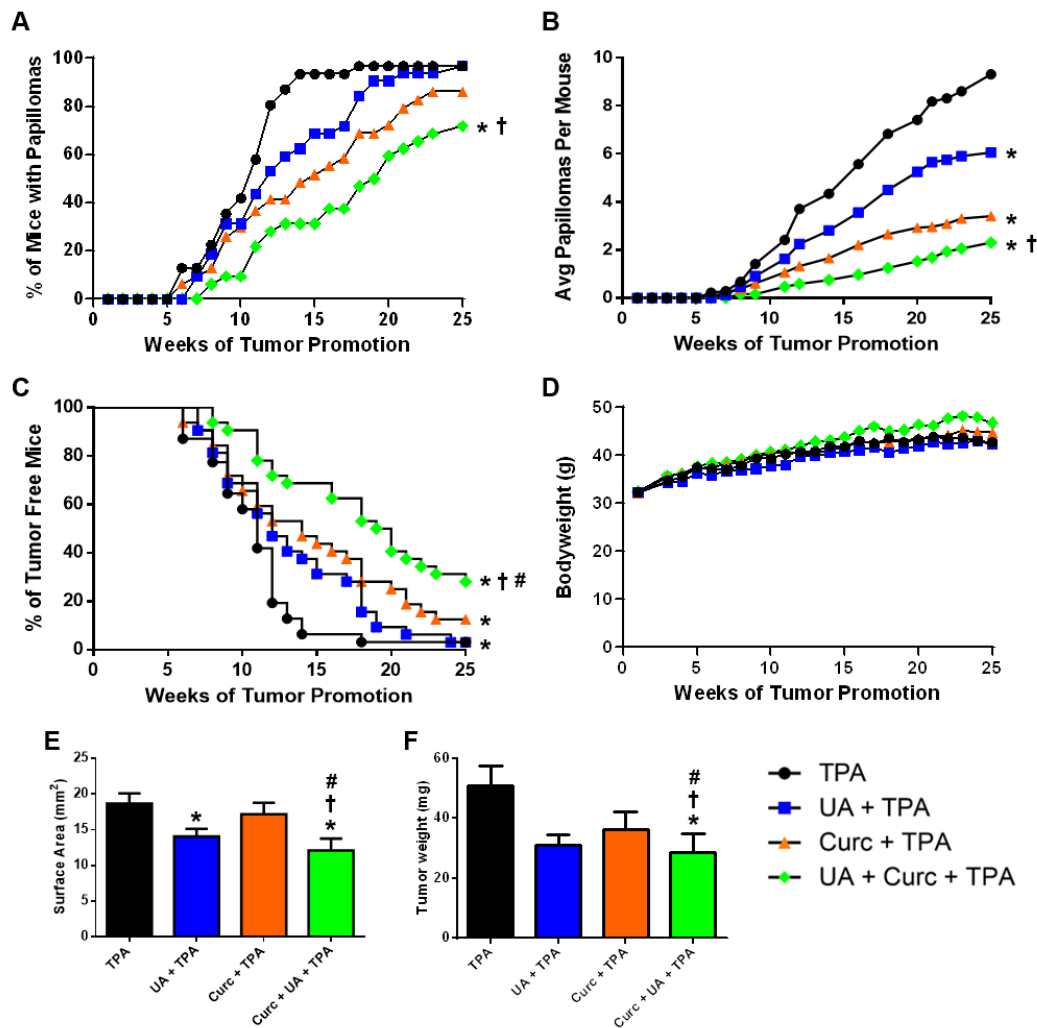 A
% of Mice with Papillomas
100
80
60
40
20
0
0 5 10 15 20 25
Weeks of Tumor Promotion
* †
B
Avg Papillomas Per Mouse
10
8
6
4
2
0
0 5 10 15 20 25
Weeks of Tumor Promotion
*
*
* †
C
% of Tumor Free Mice
100
80
60
40
20
0
0 5 10 15 20 25
Weeks of Tumor Promotion
* † #
*
*
D
Bodyweight (g)
50
40
30
20
10
0
0 5 10 15 20 25
Weeks of Tumor Promotion
E
Surface Area (mm²)
25
20
15
10
5
0
*
#
†
*
TPA
UA + TPA
Curc + TPA
Curc + UA + TPA
F
Tumor weight (mg)
60
40
20
0
#
†
*
TPA
UA + TPA
Curc + TPA
Curc + UA + TPA
TPA
UA + TPA
Curc + TPA
UA + Curc + TPA